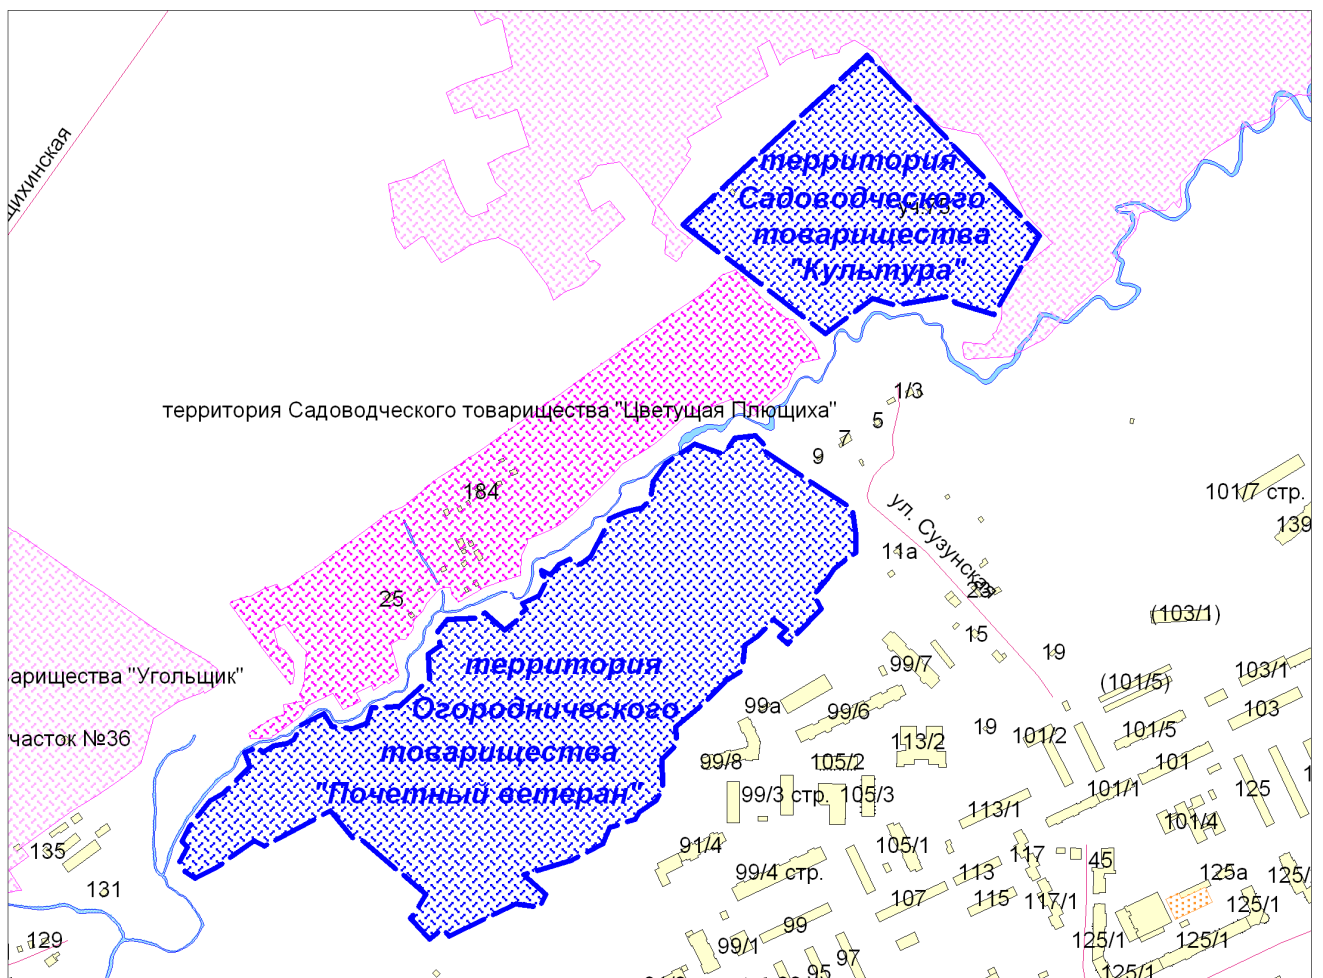 щихинская
территория
Садоводческого
уч.75
товарищества
"Культура"
1/3
территория Садоводческого товарищества "Цветущая Плющиха"
5
7
9
184
101/7 стр.
139
ул. Сузунская
11а
23
25
(103/1)
15
19
99/7
103/1
территория
арищества "Угольщик"
(101/5)
99а
99/6
103
Огороднического
19
101/2
101/5
113/2
часток №36
товарищества
99/8
105/2
101
"Почетный ветеран"
99/3 стр.
105/3
101/1
125
1
113/1
101/4
135
91/4
105/1
117
45
99/4 стр.
113
125а
125/
131
107
115
117/1
125/1
99
129
99/1
125/1
125/1
97
95
125/1